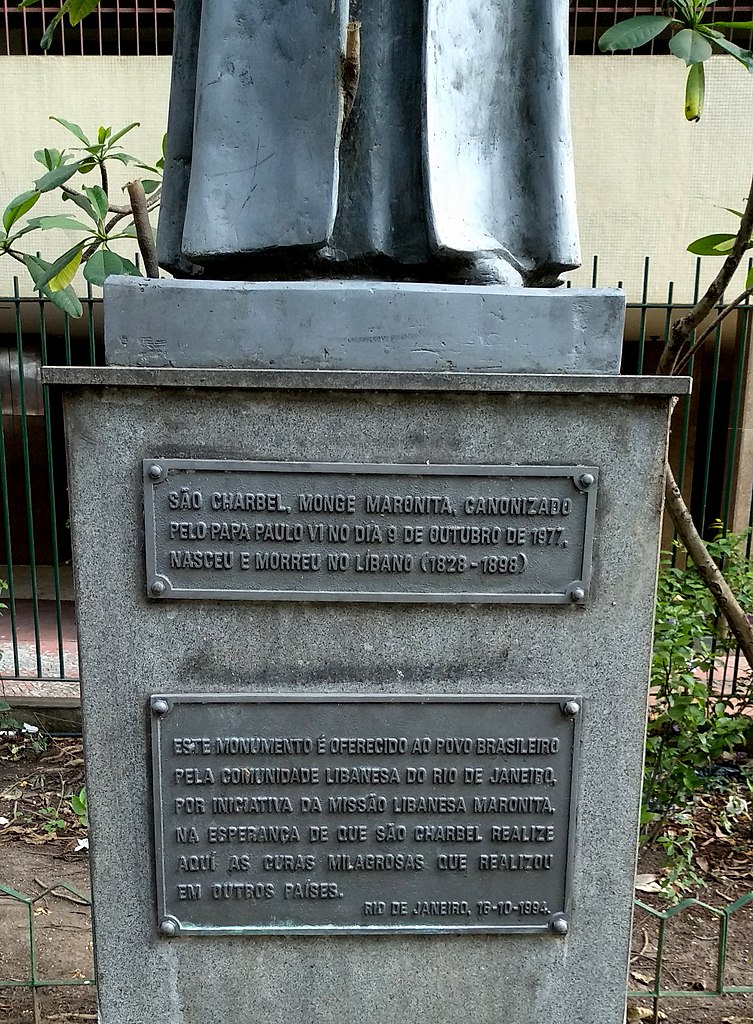 SÃO CHARBEL, MONGE MARONITA, CANONIZADO
PELO PAPA PAULO VI NO DIA 9 DE OUTUBRO DE 1977,
NASCEU E MORREU NO LÍBANO (1828-1898)
ESTE MONUMENTO É OFERECIDO AO POVO BRASILEIRO
PELA COMUNIDADE LIBANESA DO RIO DE JANEIRO,
POR INICIATIVA DA MISSÃO LIBANESA MARONITA,
NA ESPERANÇA DE QUE SÃO CHARBEL REALIZE
AQUÍ AS CURAS MILAGROSAS QUE REALIZOU
EM OUTROS PAÍSES.
RIO DE JANEIRO, 16-10-1994.